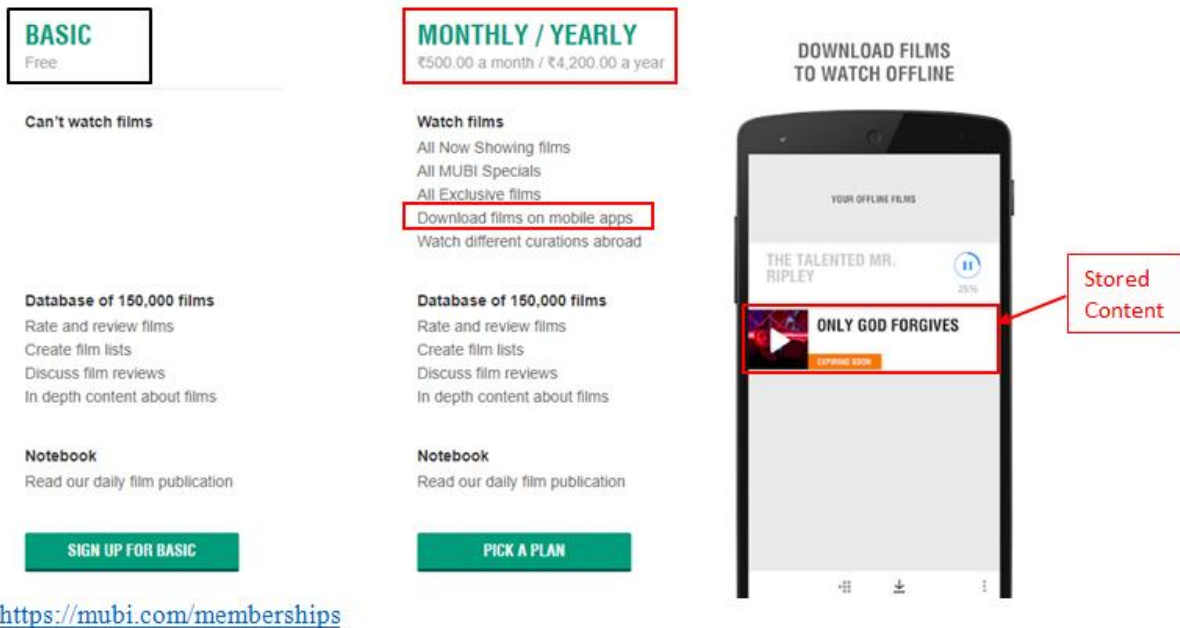 BASIC
Free
Can't watch films
Database of 150,000 films
Rate and review films
Create film lists
Discuss film reviews
In depth content about films
Notebook
Read our daily film publication
SIGN UP FOR BASIC
MONTHLY / YEARLY
₹500.00 a month / ₹4,200.00 a year
Watch films
All Now Showing films
All MUBI Specials
All Exclusive films
Download films on mobile apps
Watch different curations abroad
Database of 150,000 films
Rate and review films
Create film lists
Discuss film reviews
In depth content about films
Notebook
Read our daily film publication
PICK A PLAN
DOWNLOAD FILMS
TO WATCH OFFLINE
YOUR OFFLINE FILMS
THE TALENTED MR.
RIPLEY
25%
ONLY GOD FORGIVES
EXPIRING SOON
Stored
Content
https://mubi.com/memberships